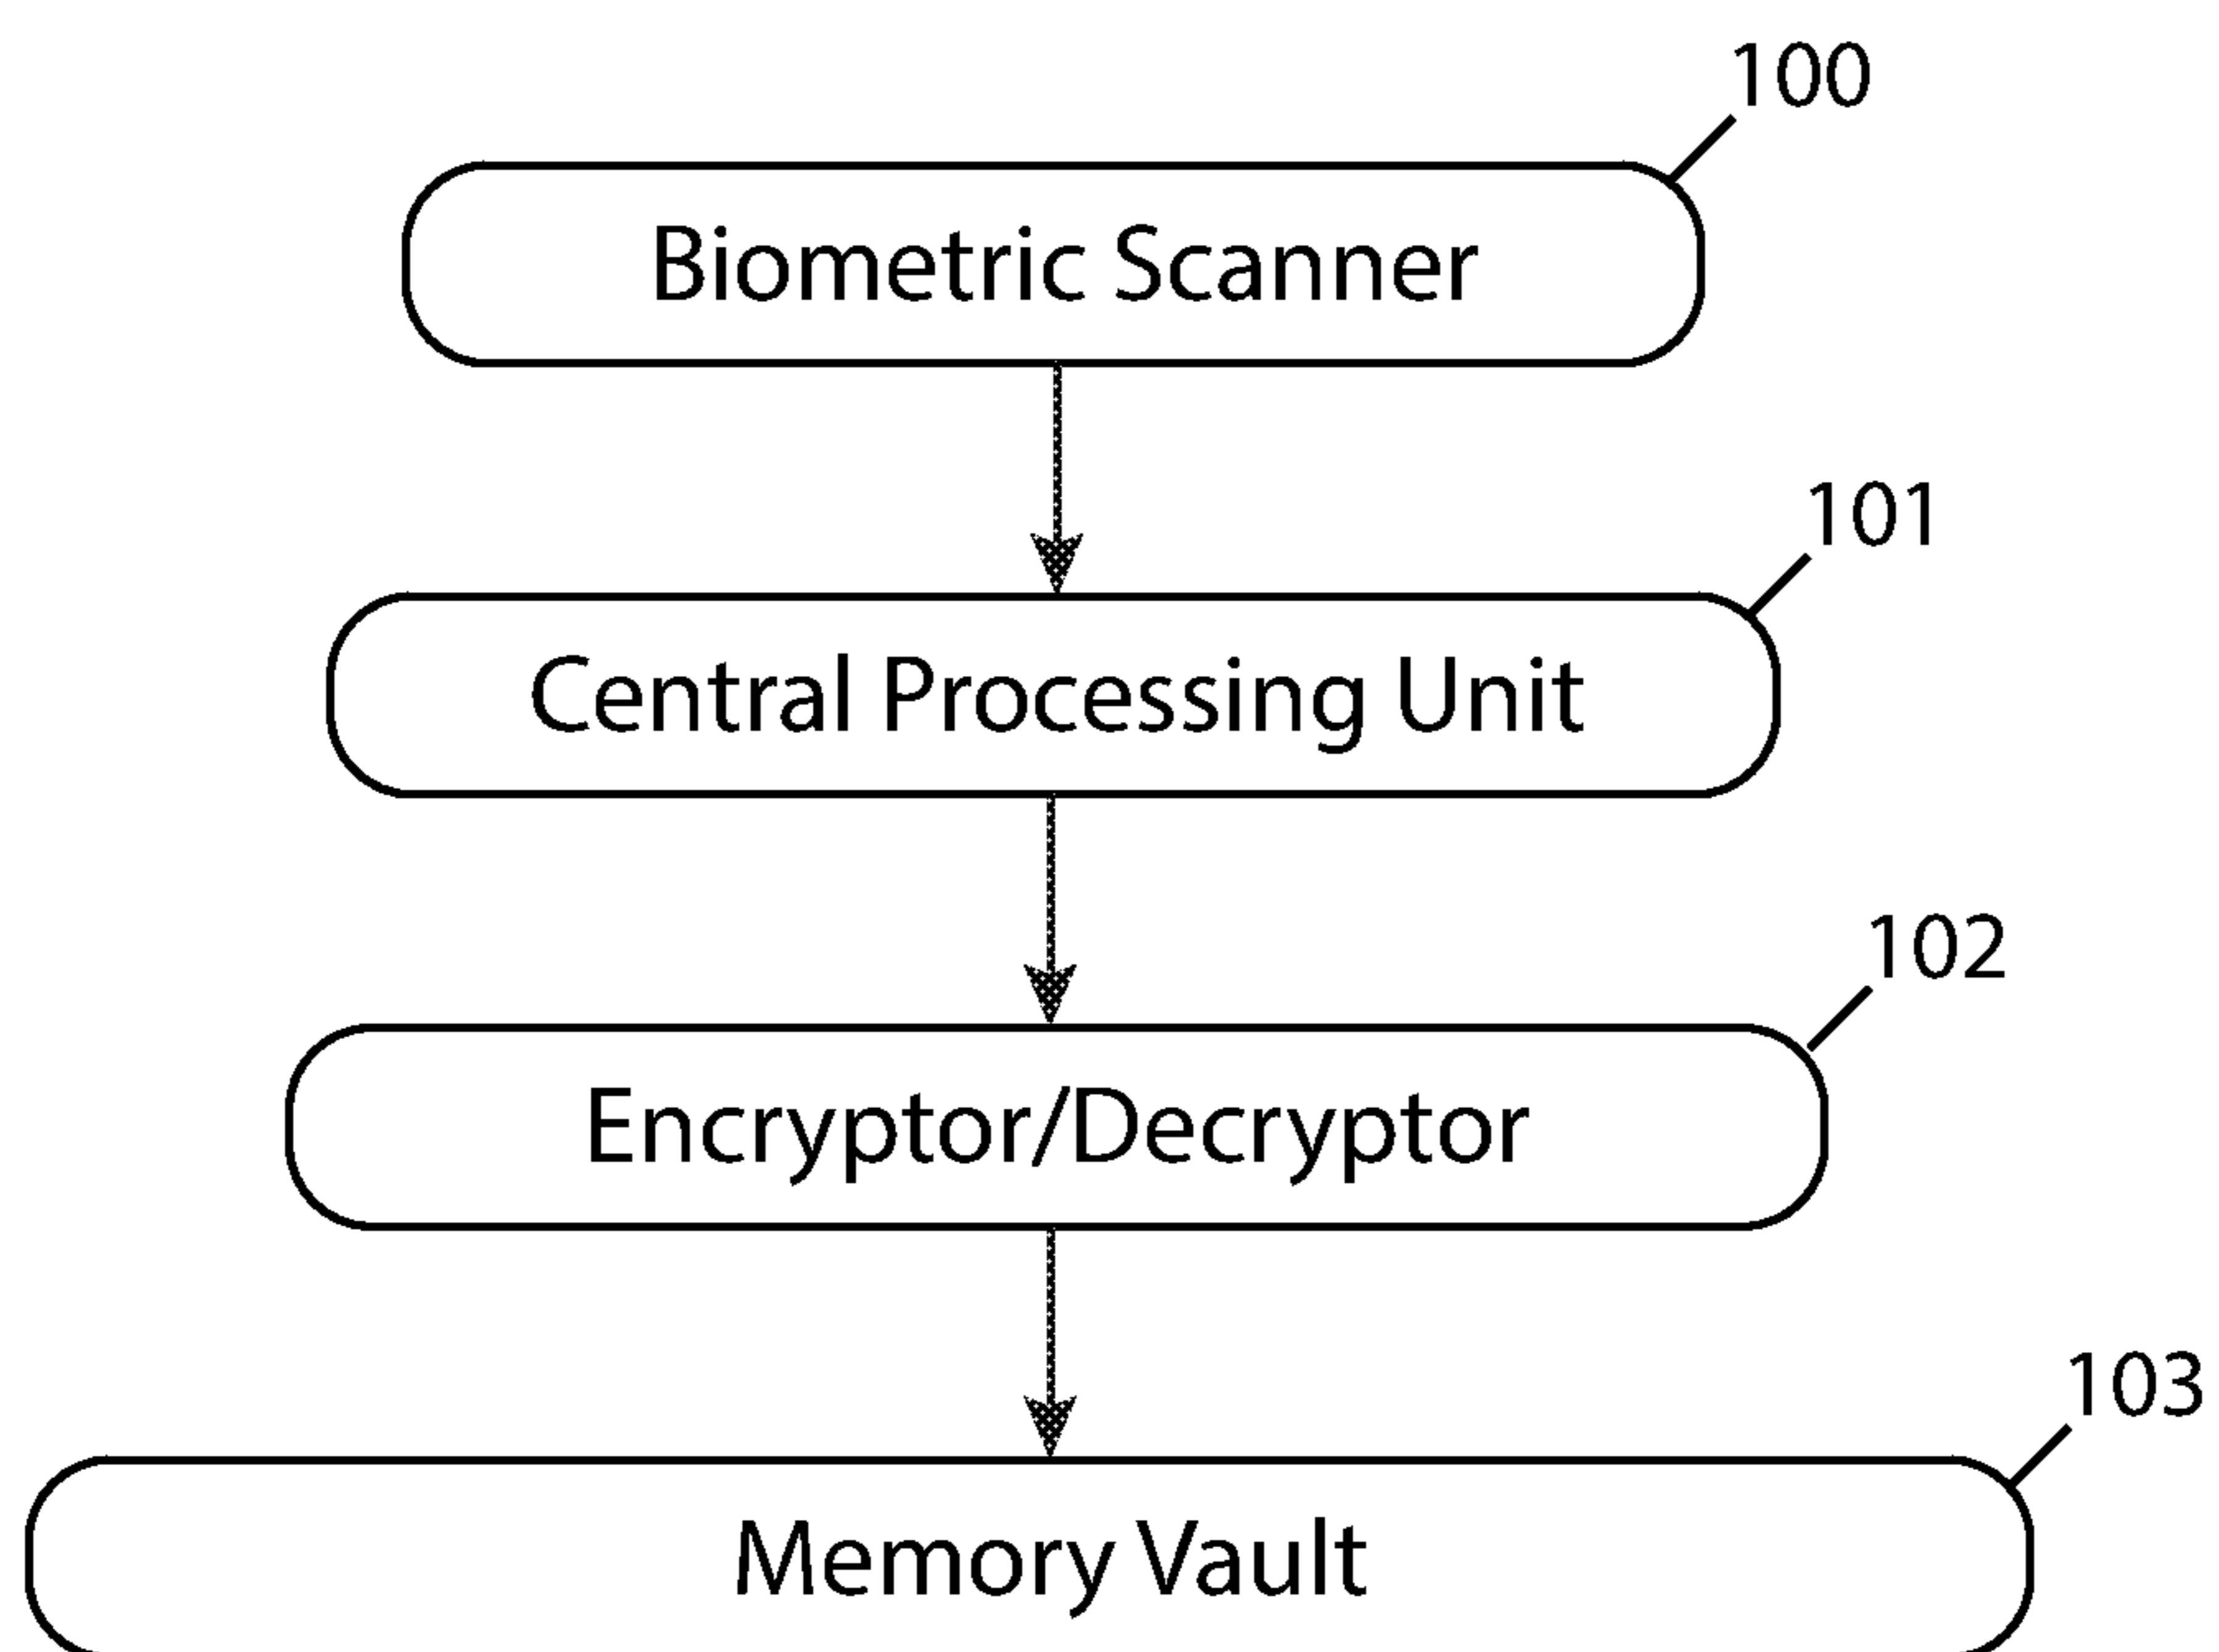 100
Biometric Scanner
101
Central Processing Unit
102
Encryptor/Decryptor
103
Memory Vault